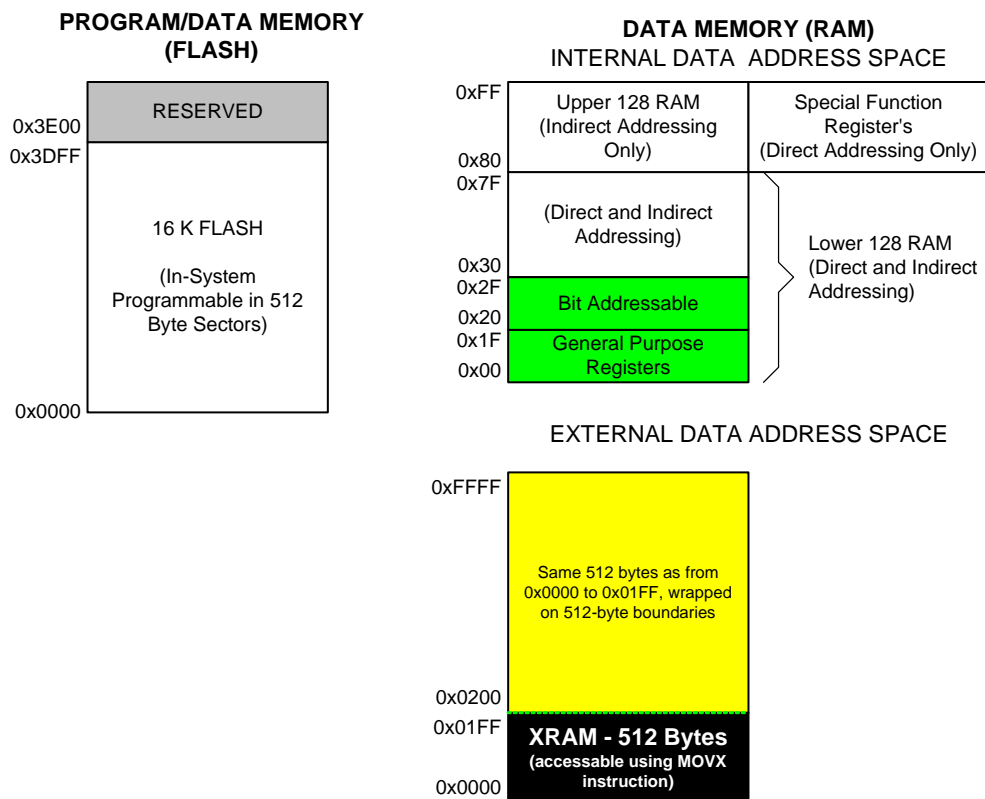 PROGRAM/DATA MEMORY
(FLASH)
RESERVED
0x3E00
0x3DFF
16 K FLASH
(In-System
Programmable in 512
Byte Sectors)
0x0000
DATA MEMORY (RAM)
INTERNAL DATA ADDRESS SPACE
0xFF
Upper 128 RAM
(Indirect Addressing
Only)
0x80
Special Function
Register's
(Direct Addressing Only)
0x7F
(Direct and Indirect
Addressing)
0x30
Lower 128 RAM
(Direct and Indirect
Addressing)
0x2F
Bit Addressable
0x20
0x1F
General Purpose
Registers
0x00
EXTERNAL DATA ADDRESS SPACE
0xFFFF
Same 512 bytes as from
0x0000 to 0x01FF, wrapped
on 512-byte boundaries
0x0200
0x01FF
XRAM - 512 Bytes
(accessable using MOVX
instruction)
0x0000